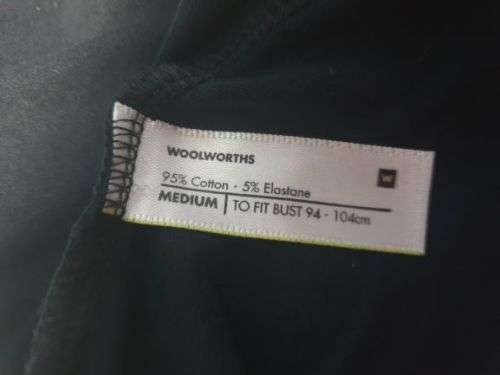 WOOLWORTHS
W
95% Cotton - 5% Elastane
MEDIUM | TO FIT BUST 94 - 104cm